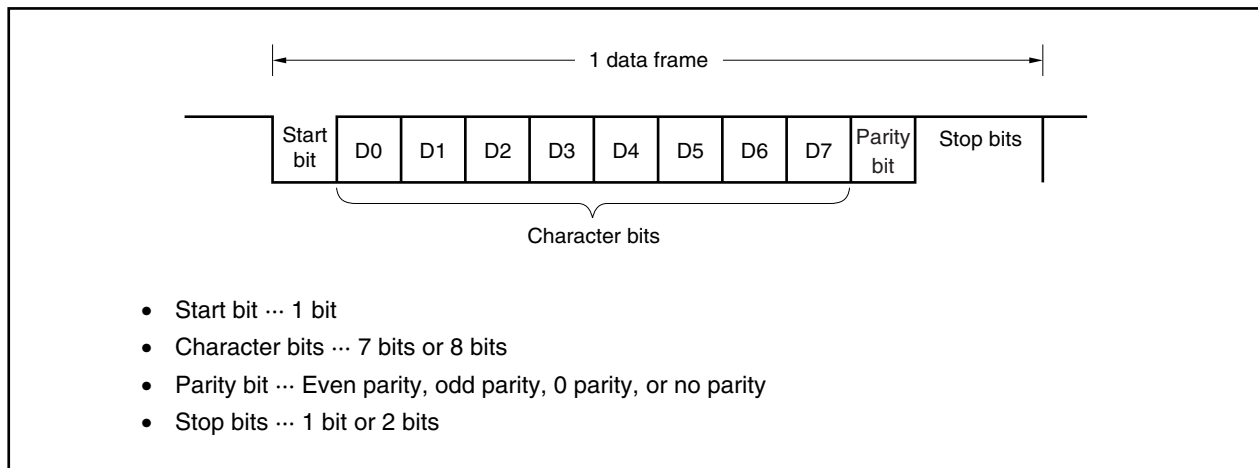 1 data frame
Start bit D0 D1 D2 D3 D4 D5 D6 D7 Parity bit Stop bits
Character bits
• Start bit ··· 1 bit
• Character bits ··· 7 bits or 8 bits
• Parity bit ··· Even parity, odd parity, 0 parity, or no parity
• Stop bits ··· 1 bit or 2 bits